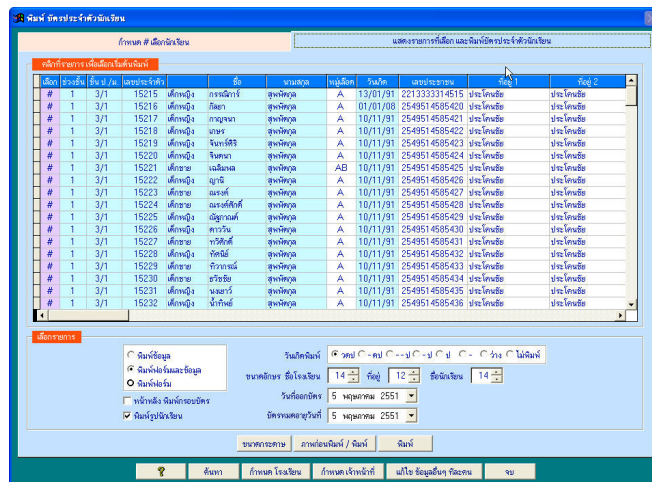 พิมพ์ บัตรประจำตัวนักเรียน
กำหนด # เลือกนักเรียน แสดงรายการที่เลือก และพิมพ์บัตรประจำตัวนักเรียน
คลิกที่รายการ เพื่อเลือกเริ่มต้นพิมพ์
เลือก ช่วงชั้น ชั้น ป./ม. เลขประจำตัว ชื่อ นามสกุล หมู่เลือด วันเกิด เลขประชาชน ที่อยู่ 1 ที่อยู่ 2
# 1 3/1 15215 เด็กหญิง กรรณิการ์ สุพพัตกุล A 13/01/91 2213333314515 ประโคนชัย ประโคนชัย
# 1 3/1 15216 เด็กหญิง กัลยา สุพพัตกุล A 01/01/08 2549514585420 ประโคนชัย ประโคนชัย
# 1 3/1 15217 เด็กหญิง กาญจนา สุพพัตกุล A 10/11/91 2549514585421 ประโคนชัย ประโคนชัย
# 1 3/1 15218 เด็กหญิง เกษร สุพพัตกุล A 10/11/91 2549514585422 ประโคนชัย ประโคนชัย
# 1 3/1 15219 เด็กหญิง จันทร์ศิริ สุพพัตกุล A 10/11/91 2549514585423 ประโคนชัย ประโคนชัย
# 1 3/1 15220 เด็กหญิง จินตนา สุพพัตกุล A 10/11/91 2549514585424 ประโคนชัย ประโคนชัย
# 1 3/1 15221 เด็กชาย เฉลิมพล สุพพัตกุล AB 10/11/91 2549514585425 ประโคนชัย ประโคนชัย
# 1 3/1 15222 เด็กหญิง ญานี สุพพัตกุล A 10/11/91 2549514585426 ประโคนชัย ประโคนชัย
# 1 3/1 15223 เด็กชาย ณรงค์ สุพพัตกุล A 10/11/91 2549514585427 ประโคนชัย ประโคนชัย
# 1 3/1 15224 เด็กชาย ณรงค์ศักดิ์ สุพพัตกุล A 10/11/91 2549514585428 ประโคนชัย ประโคนชัย
# 1 3/1 15225 เด็กหญิง ณัฐกานต์ สุพพัตกุล A 10/11/91 2549514585429 ประโคนชัย ประโคนชัย
# 1 3/1 15226 เด็กหญิง ดาววัน สุพพัตกุล A 10/11/91 2549514585430 ประโคนชัย ประโคนชัย
# 1 3/1 15227 เด็กชาย ทวีศักดิ์ สุพพัตกุล A 10/11/91 2549514585431 ประโคนชัย ประโคนชัย
# 1 3/1 15228 เด็กหญิง ทัศนีย์ สุพพัตกุล A 10/11/91 2549514585432 ประโคนชัย ประโคนชัย
# 1 3/1 15229 เด็กชาย ทิวากรณ์ สุพพัตกุล A 10/11/91 2549514585433 ประโคนชัย ประโคนชัย
# 1 3/1 15230 เด็กชาย ธวัชชัย สุพพัตกุล A 10/11/91 2549514585434 ประโคนชัย ประโคนชัย
# 1 3/1 15231 เด็กหญิง นงเยาว์ สุพพัตกุล A 10/11/91 2549514585435 ประโคนชัย ประโคนชัย
# 1 3/1 15232 เด็กหญิง น้ำทิพย์ สุพพัตกุล A 10/11/91 2549514585436 ประโคนชัย ประโคนชัย
เลือกรายการ
พิมพ์ข้อมูล วันเกิดพิมพ์ วดป - ดป - - ป - ป ป - ว่าง ไม่พิมพ์
พิมพ์ฟอร์มและข้อมูล ขนาดอักษร ชื่อโรงเรียน 14 ที่อยู่ 12 ชื่อนักเรียน 14
พิมพ์ฟอร์ม
หน้าหลัง พิมพ์กรอบบัตร วันที่ออกบัตร 5 พฤษภาคม 2551
พิมพ์รูปนักเรียน บัตรหมดอายุวันที่ 5 พฤษภาคม 2551
ขนาดกระดาษ ภาพก่อนพิมพ์ / พิมพ์ พิมพ์
? ค้นหา กำหนด โรงเรียน กำหนด เจ้าหน้าที่ แก้ไข ข้อมูลอื่นๆ ทีละคน จบ